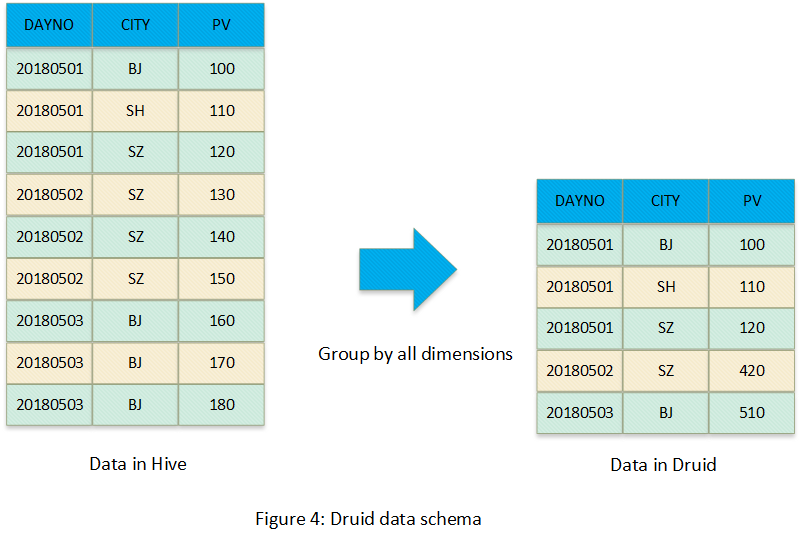 DAYNO CITY PV
20180501 BJ 100
20180501 SH 110
20180501 SZ 120
20180502 SZ 130
20180502 SZ 140
20180502 SZ 150
20180503 BJ 160
20180503 BJ 170
20180503 BJ 180
Data in Hive
Group by all dimensions
DAYNO CITY PV
20180501 BJ 100
20180501 SH 110
20180501 SZ 120
20180502 SZ 420
20180503 BJ 510
Data in Druid
Figure 4: Druid data schema